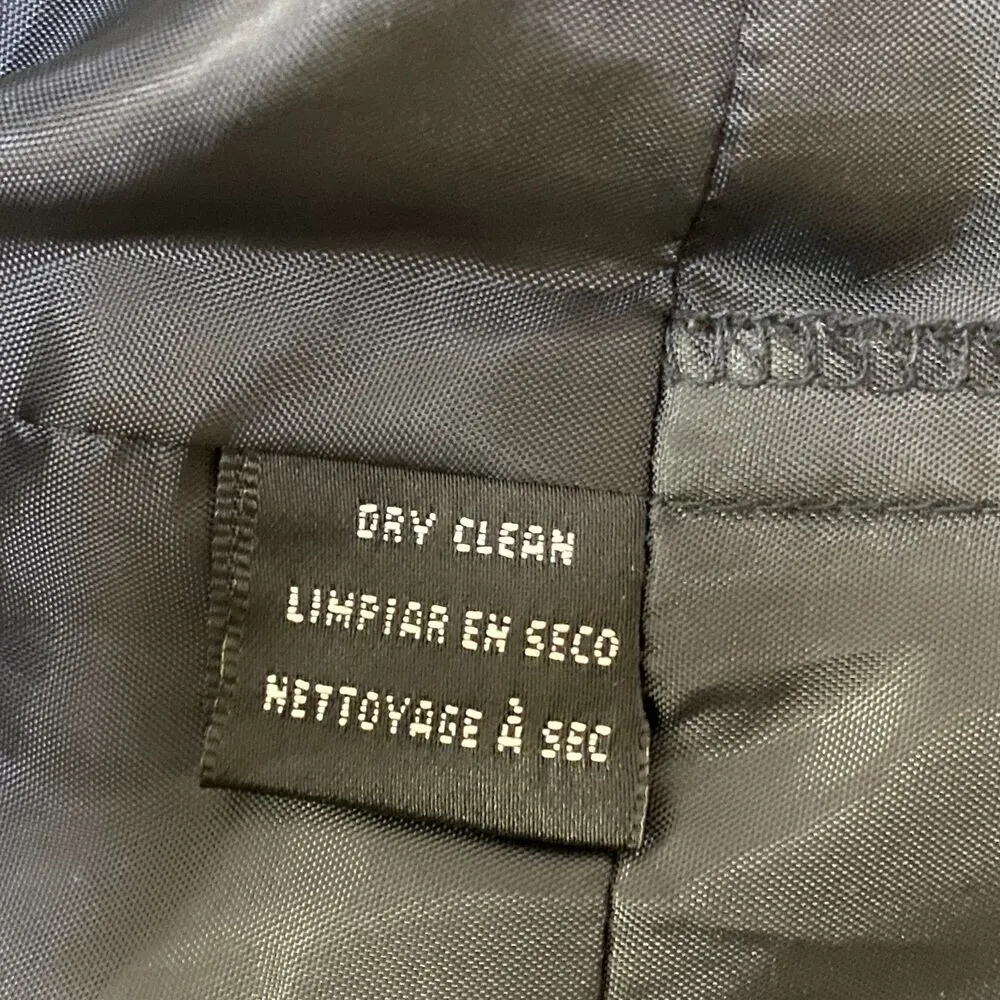 DRY CLEAN
LIMPIAR EN SECO
NETTOYAGE À SEC